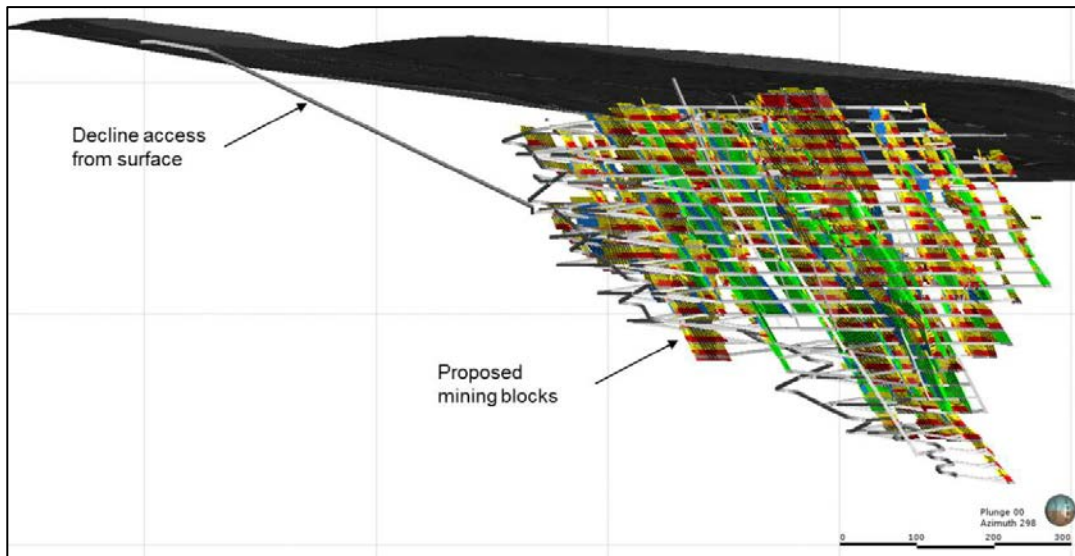 Decline access
from surface
Proposed
mining blocks
Plunge 00
Azimuth 298
0 100 200 300